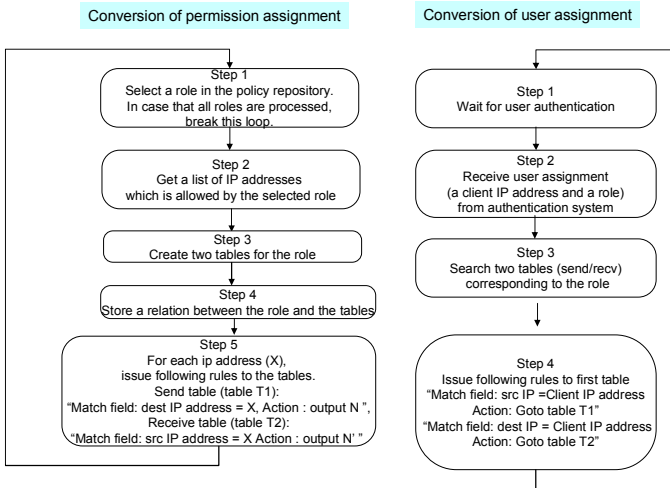 Conversion of permission assignment
Step 1
Select a role in the policy repository.
In case that all roles are processed,
break this loop.
Step 2
Get a list of IP addresses
which is allowed by the selected role
Step 3
Create two tables for the role
Step 4
Store a relation between the role and the tables
Step 5
For each ip address (X),
issue following rules to the tables.
Send table (table T1):
“Match field: dest IP address = X, Action : output N ”,
Receive table (table T2):
“Match field: src IP address = X Action : output N’ ”
Conversion of user assignment
Step 1
Wait for user authentication
Step 2
Receive user assignment
(a client IP address and a role)
from authentication system
Step 3
Search two tables (send/recv)
corresponding to the role
Step 4
Issue following rules to first table
“Match field: src IP =Client IP address
Action: Goto table T1”
“Match field: dest IP = Client IP address
Action: Goto table T2”